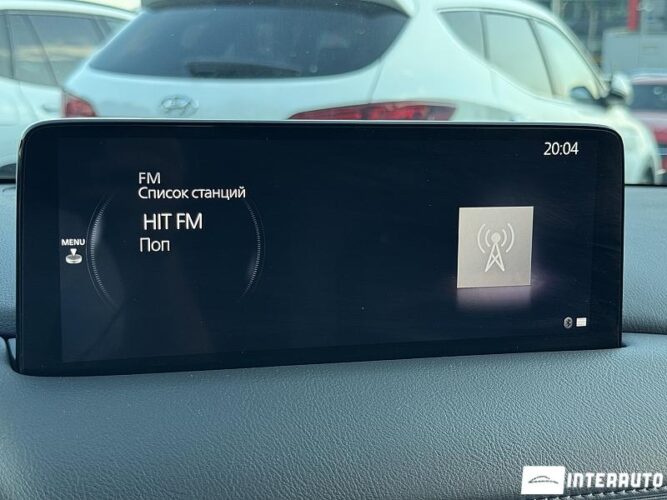 20:04
FM
Список станций
HIT FM
Поп
MENU
INTERAUTO